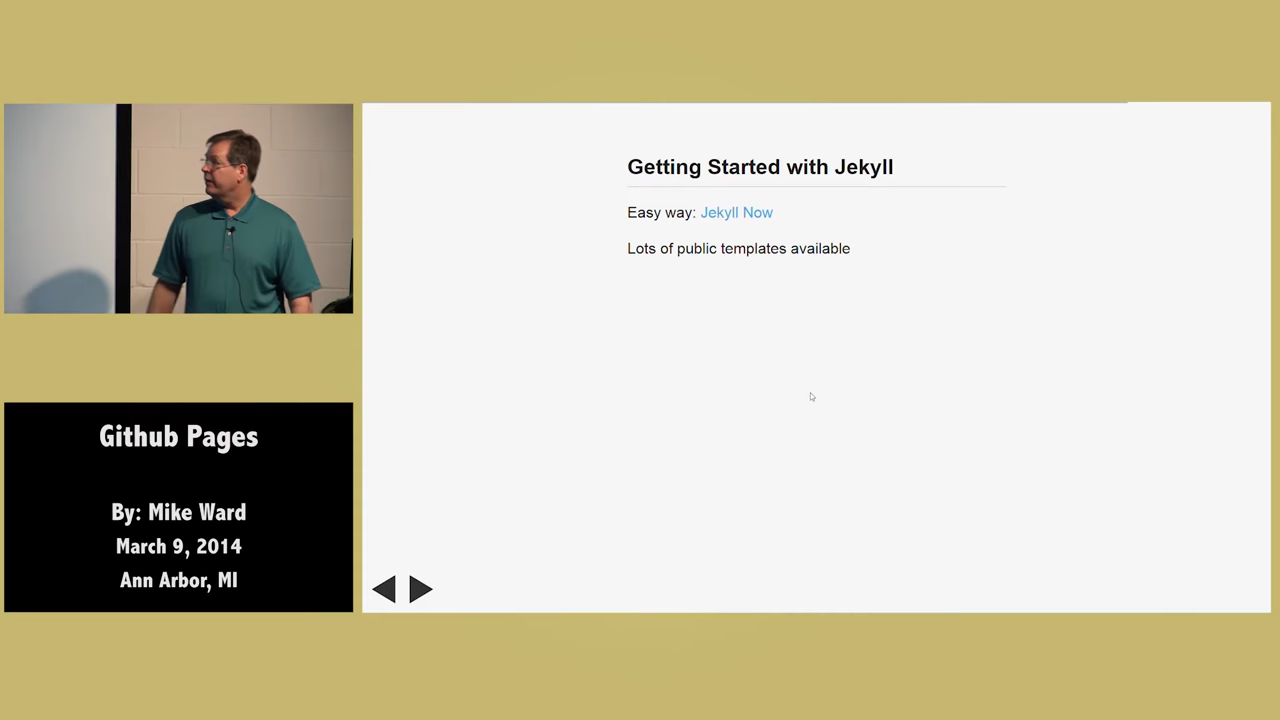 Getting Started with Jekyll
Easy way: Jekyll Now
Lots of public templates available
Github Pages
By: Mike Ward
March 9, 2014
Ann Arbor, MI